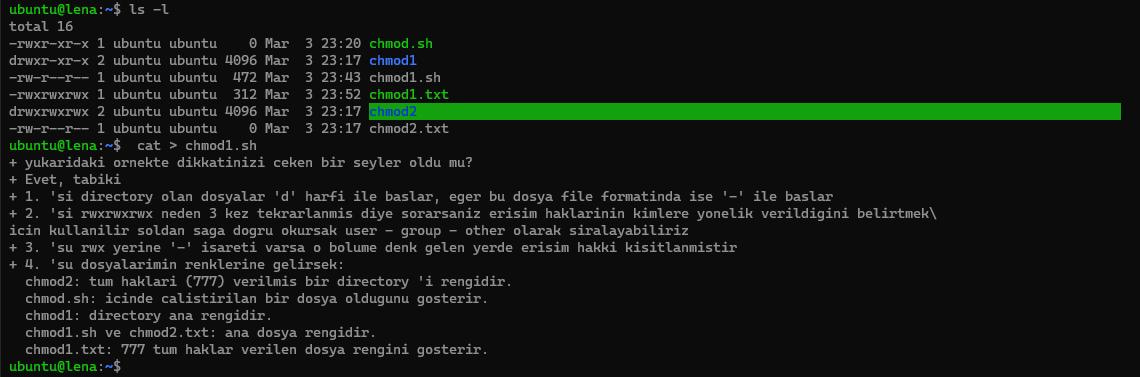 ubuntu@lena:~$ ls -l
total 16
-rwxr-xr-x 1 ubuntu ubuntu    0 Mar  3 23:20 chmod.sh
drwxr-xr-x 2 ubuntu ubuntu 4096 Mar  3 23:17 chmod1
-rw-r--r-- 1 ubuntu ubuntu  472 Mar  3 23:43 chmod1.sh
-rwxrwxrwx 1 ubuntu ubuntu  312 Mar  3 23:52 chmod1.txt
drwxrwxrwx 2 ubuntu ubuntu 4096 Mar  3 23:17 chmod2
-rw-r--r-- 1 ubuntu ubuntu    0 Mar  3 23:17 chmod2.txt
ubuntu@lena:~$  cat > chmod1.sh
+ yukaridaki ornekte dikkatinizi ceken bir seyler oldu mu?
+ Evet, tabiki
+ 1. 'si directory olan dosyalar 'd' harfi ile baslar, eger bu dosya file formatinda ise '-' ile baslar
+ 2. 'si rwxrwxrwx neden 3 kez tekrarlanmis diye sorarsaniz erisim haklarinin kimlere yonelik verildigini belirtmek\
icin kullanilir soldan saga dogru okursak user - group - other olarak siralayabiliriz
+ 3. 'su rwx yerine '-' isareti varsa o bolume denk gelen yerde erisim hakki kisitlanmistir
+ 4. 'su dosyalarimin renklerine gelirsek:
  chmod2: tum haklari (777) verilmis bir directory 'i rengidir.
  chmod.sh: icinde calistirilan bir dosya oldugunu gosterir.
  chmod1: directory ana rengidir.
  chmod1.sh ve chmod2.txt: ana dosya rengidir.
  chmod1.txt: 777 tum haklar verilen dosya rengini gosterir.
ubuntu@lena:~$